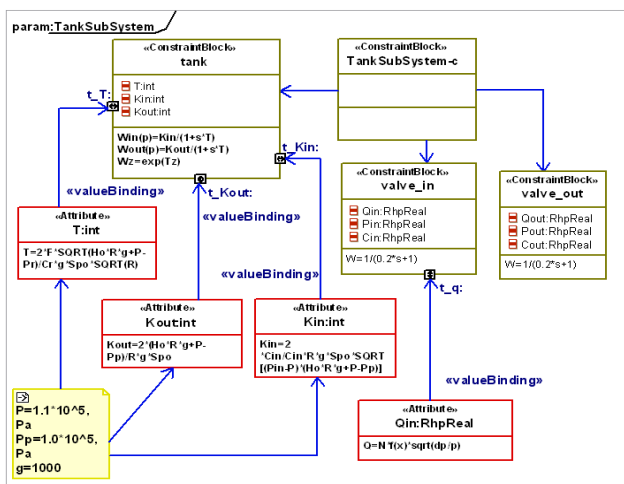 param:TankSubSystem
«ConstraintBlock»
tank
T:int
Kin:int
Kout:int
Win(p)=Kin/(1+s*T)
Wout(p)=Kout/(1+s*T)
Wz=exp(Tz)
«ConstraintBlock»
TankSubSystem-c
t_T:
t_Kin:
t_Kout:
«valueBinding»
«valueBinding»
«valueBinding»
«ConstraintBlock»
valve_in
Qin:RhpReal
Pin:RhpReal
Cin:RhpReal
W=1/(0.2*s+1)
«ConstraintBlock»
valve_out
Qout:RhpReal
Pout:RhpReal
Cout:RhpReal
W=1/(0.2*s+1)
t_q:
«Attribute»
T:int
T=2*F*SQRT(Ho*R*g+P-
Pr)/Cr*g*Spo*SQRT(R)
«Attribute»
Kout:int
Kout=2*(Ho*R*g+P-
Pp)/R*g*Spo
«Attribute»
Kin:int
Kin=2
*Cin/Cin*R*g*Spo*SQRT
[(Pin-P)*(Ho*R*g+P-Pp)]
«valueBinding»
«Attribute»
Qin:RhpReal
Q=N*f(x)*sqrt(dp/p)
P=1.1*10^5,
Pa
Pp=1.0*10^5,
Pa
g=1000